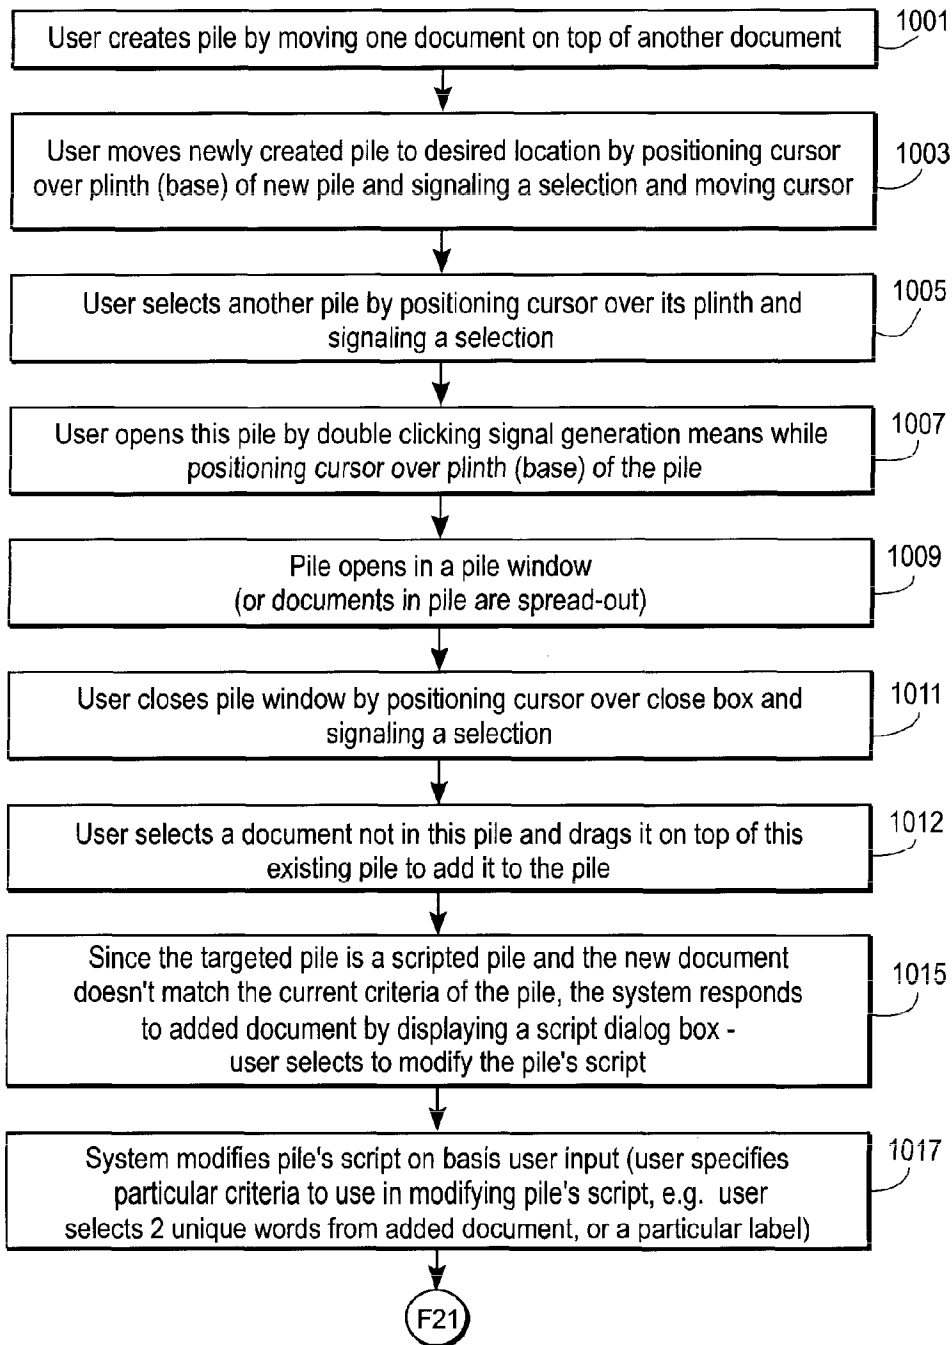 User creates pile by moving one document on top of another document
1001
User moves newly created pile to desired location by positioning cursor
over plinth (base) of new pile and signaling a selection and moving cursor
1003
User selects another pile by positioning cursor over its plinth and
signaling a selection
1005
User opens this pile by double clicking signal generation means while
positioning cursor over plinth (base) of the pile
1007
Pile opens in a pile window
(or documents in pile are spread-out)
1009
User closes pile window by positioning cursor over close box and
signaling a selection
1011
User selects a document not in this pile and drags it on top of this
existing pile to add it to the pile
1012
Since the targeted pile is a scripted pile and the new document
doesn't match the current criteria of the pile, the system responds
to added document by displaying a script dialog box -
user selects to modify the pile's script
1015
System modifies pile's script on basis user input (user specifies
particular criteria to use in modifying pile's script, e.g. user
selects 2 unique words from added document, or a particular label)
1017
F21